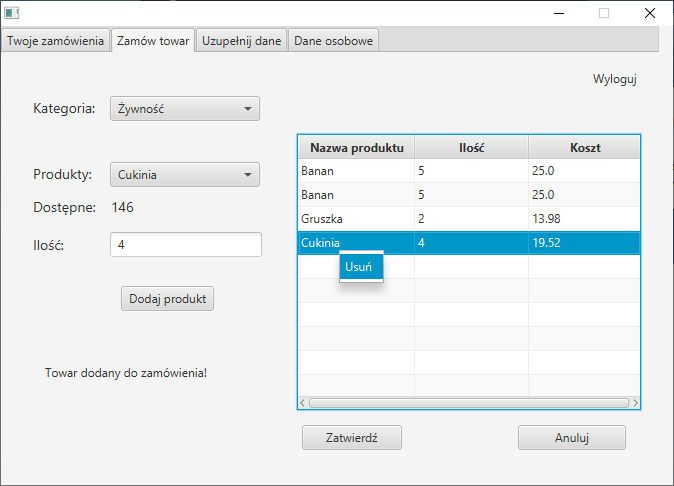 Twoje zamówienia Zamów towar Uzupełnij dane Dane osobowe
Wyloguj
Kategoria: Żywność
Produkty: Cukinia
Dostępne: 146
Ilość: 4
Dodaj produkt
Towar dodany do zamówienia!
Nazwa produktu Ilość Koszt
Banan 5 25.0
Banan 5 25.0
Gruszka 2 13.98
Cukinia 4 19.52
Usuń
Zatwierdź Anuluj